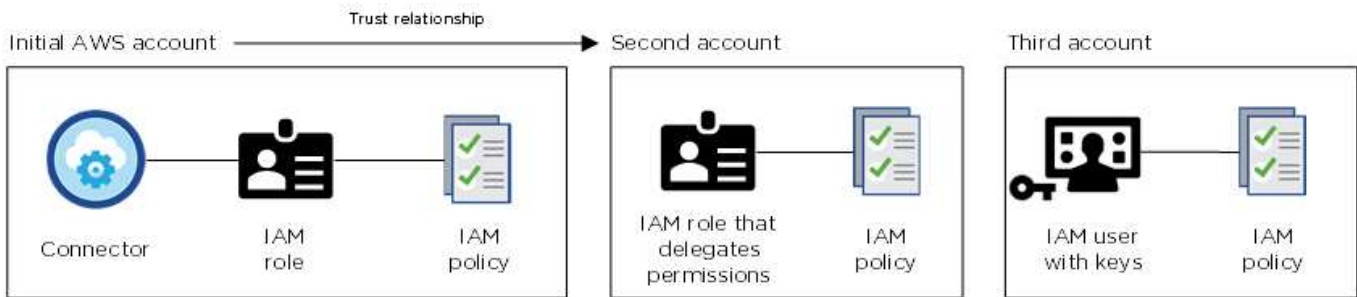 Trust relationship
Initial AWS account
Second account
Third account
Connector
IAM
role
IAM
policy
IAM role that
delegates
permissions
IAM
policy
IAM user
with keys
IAM
policy